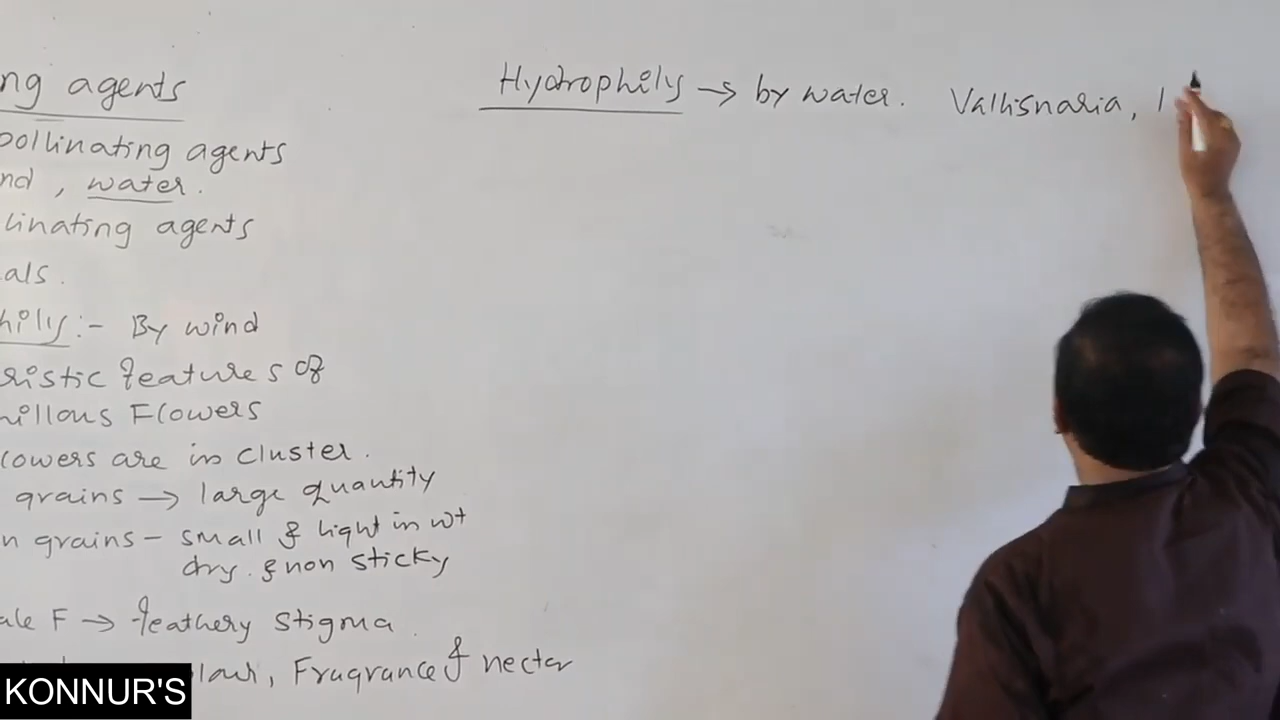 ng agents
pollinating agents
nd, water.
linating agents
als.
hily:- By wind
ristic features of
hillous Flowers
lowers are in cluster.
grains → large quantity
n grains – small & light in wt
dry. & non sticky
ale F → feathery stigma.
lour, Fragrance & nectar
Hydrophily → by water. Vallisnaria,
KONNUR'S